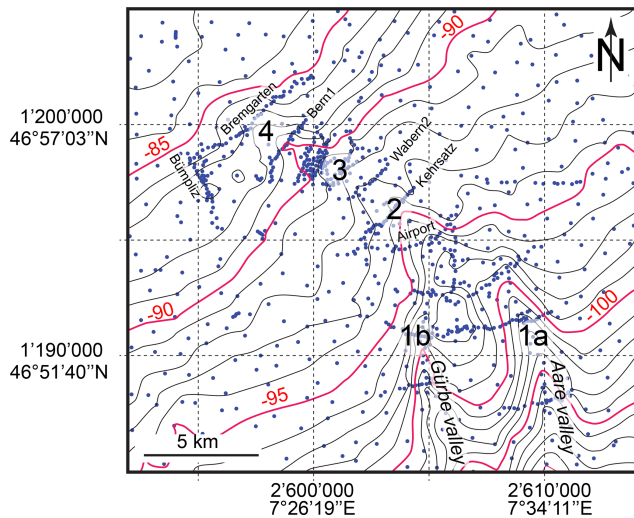 -90
N
1'200'000
46°57'03"N
-85
Bremgarten
Bern1
4
Bümpliz
3
Wabern2
Kehrsatz
2
Airport
-90
-100
1b
1a
1'190'000
46°51'40"N
Gürbe valley
Aare valley
-95
5 km
2'600'000
7°26'19"E
2'610'000
7°34'11"E